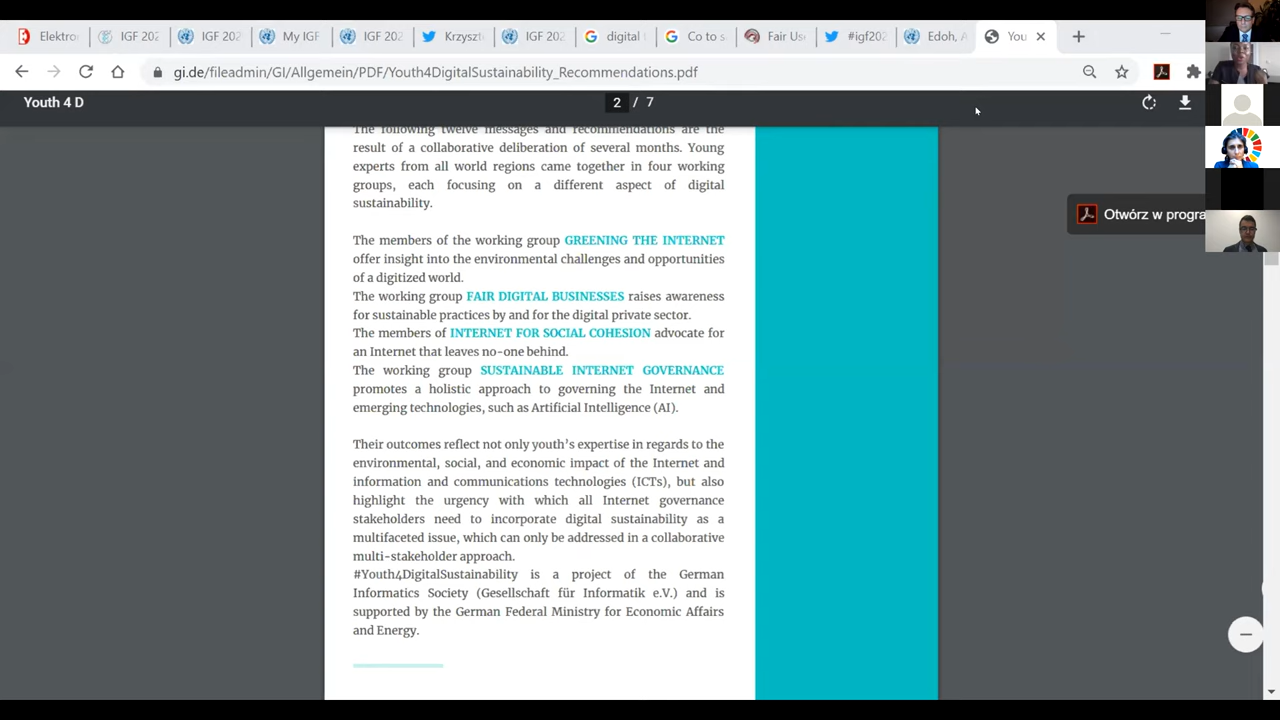 Elektro
IGF 202
IGF 202
My IGF
IGF 202
Krzyszt
IGF 202
digital t
Co to s
Fair Us
#igf202
Edoh, A
You
gi.de/fileadmin/GI/Allgemein/PDF/Youth4DigitalSustainability_Recommendations.pdf
Youth 4 D
2 / 7
The following twelve messages and recommendations are the
result of a collaborative deliberation of several months. Young
experts from all world regions came together in four working
groups, each focusing on a different aspect of digital
sustainability.
Otwórz w progra
The members of the working group GREENING THE INTERNET
offer insight into the environmental challenges and opportunities
of a digitized world.
The working group FAIR DIGITAL BUSINESSES raises awareness
for sustainable practices by and for the digital private sector.
The members of INTERNET FOR SOCIAL COHESION advocate for
an Internet that leaves no-one behind.
The working group SUSTAINABLE INTERNET GOVERNANCE
promotes a holistic approach to governing the Internet and
emerging technologies, such as Artificial Intelligence (AI).
Their outcomes reflect not only youth's expertise in regards to the
environmental, social, and economic impact of the Internet and
information and communications technologies (ICTs), but also
highlight the urgency with which all Internet governance
stakeholders need to incorporate digital sustainability as a
multifaceted issue, which can only be addressed in a collaborative
multi-stakeholder approach.
#Youth4DigitalSustainability is a project of the German
Informatics Society (Gesellschaft für Informatik e.V.) and is
supported by the German Federal Ministry for Economic Affairs
and Energy.